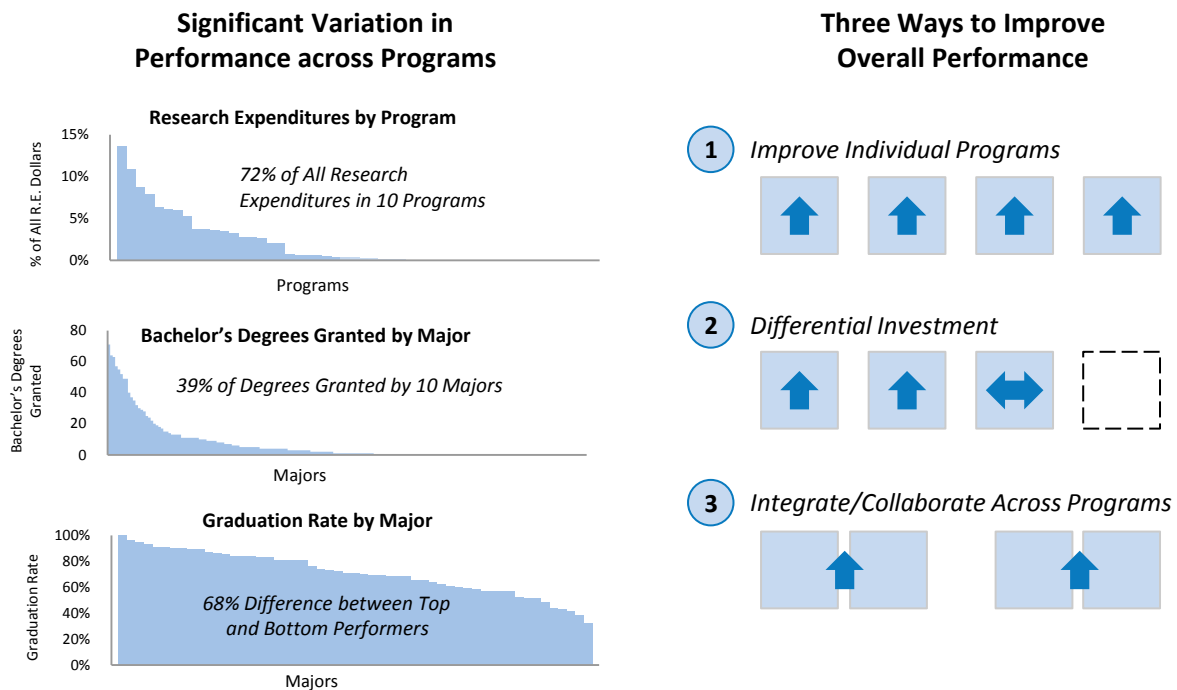 Significant Variation in
Performance across Programs
Research Expenditures by Program
% of All R.E. Dollars
15%
10%
5%
0%
72% of All Research
Expenditures in 10 Programs
Programs
Bachelor's Degrees Granted by Major
Bachelor's Degrees
Granted
80
60
40
20
0
39% of Degrees Granted by 10 Majors
Majors
Graduation Rate by Major
Graduation Rate
100%
80%
60%
40%
20%
0%
68% Difference between Top
and Bottom Performers
Majors
Three Ways to Improve
Overall Performance
1 Improve Individual Programs
2 Differential Investment
3 Integrate/Collaborate Across Programs